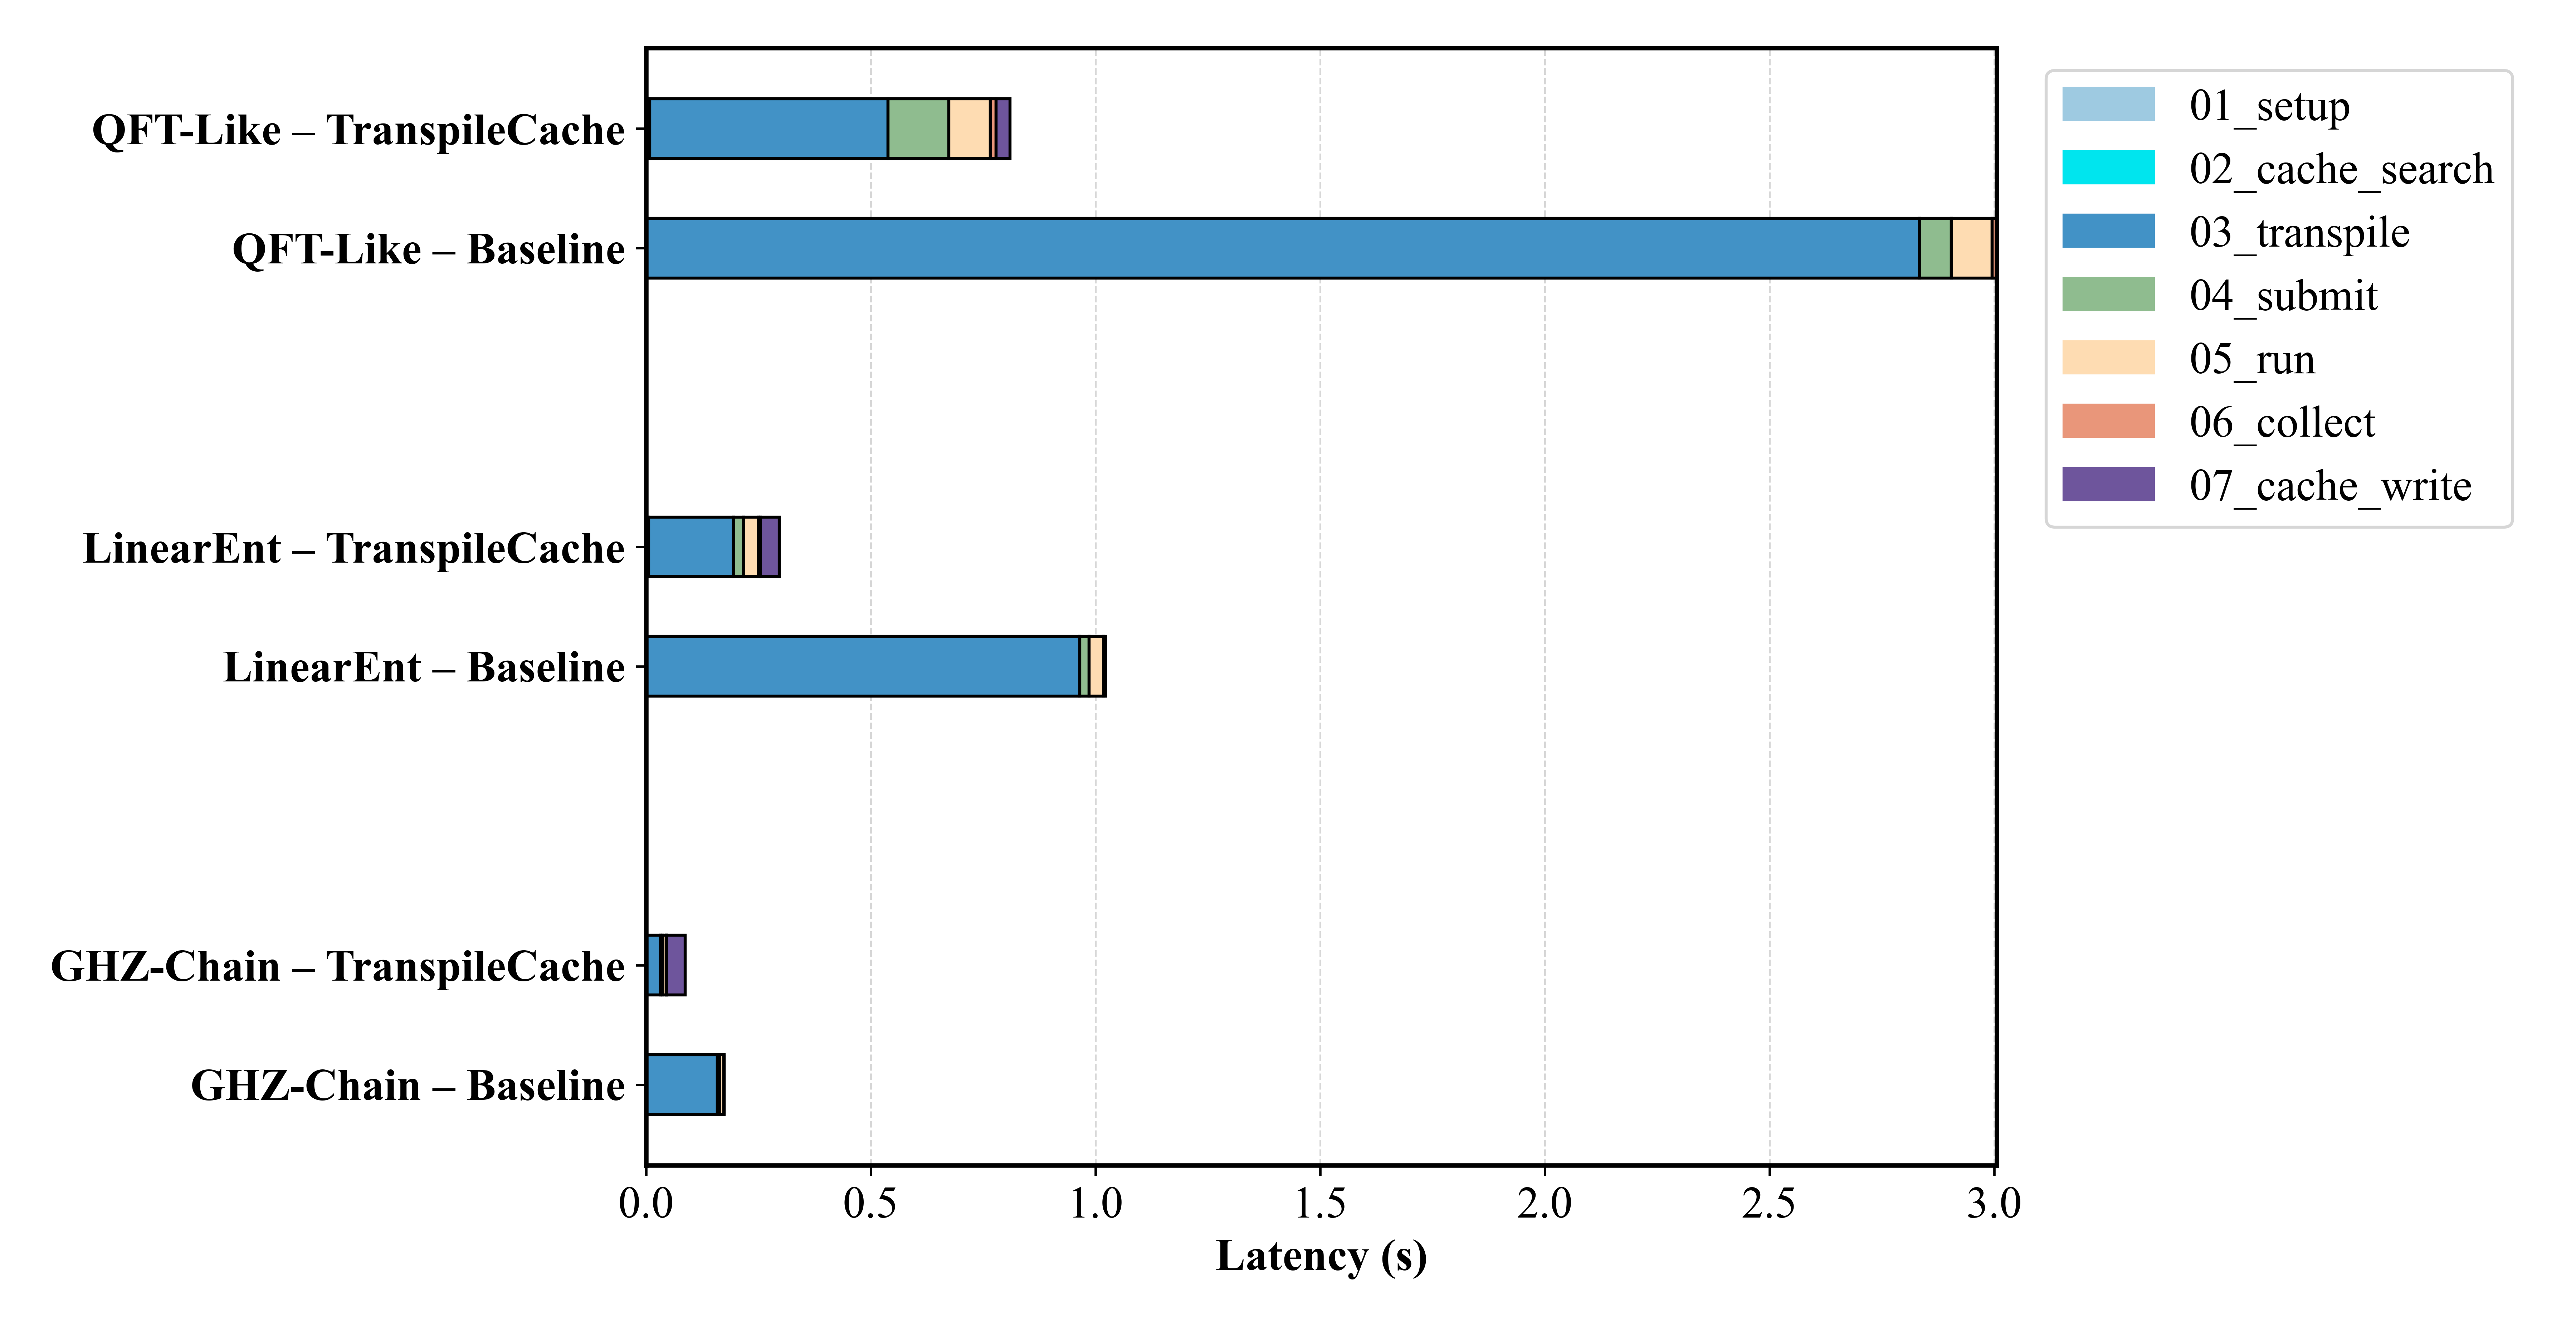 QFT-Like – TranspileCache
QFT-Like – Baseline
LinearEnt – TranspileCache
LinearEnt – Baseline
GHZ-Chain – TranspileCache
GHZ-Chain – Baseline
0.0 0.5 1.0 1.5 2.0 2.5 3.0
Latency (s)
01_setup
02_cache_search
03_transpile
04_submit
05_run
06_collect
07_cache_write